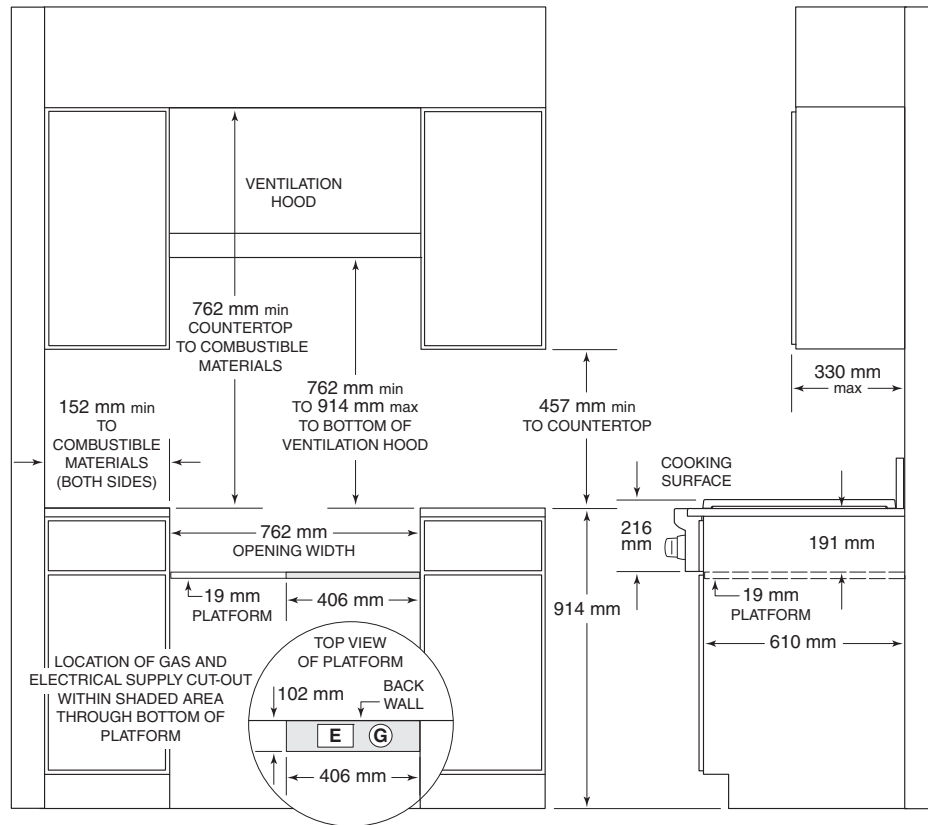 VENTILATION
HOOD
762 mm min
COUNTERTOP
TO COMBUSTIBLE
MATERIALS
762 mm min
TO 914 mm max
TO BOTTOM OF
VENTILATION HOOD
152 mm min
TO
COMBUSTIBLE
MATERIALS
(BOTH SIDES)
457 mm min
TO COUNTERTOP
330 mm
max
COOKING
SURFACE
762 mm
OPENING WIDTH
216
mm
191 mm
19 mm
PLATFORM
406 mm
914 mm
19 mm
PLATFORM
610 mm
LOCATION OF GAS AND
ELECTRICAL SUPPLY CUT-OUT
WITHIN SHADED AREA
THROUGH BOTTOM OF
PLATFORM
TOP VIEW
OF PLATFORM
102 mm
BACK
WALL
E G
406 mm